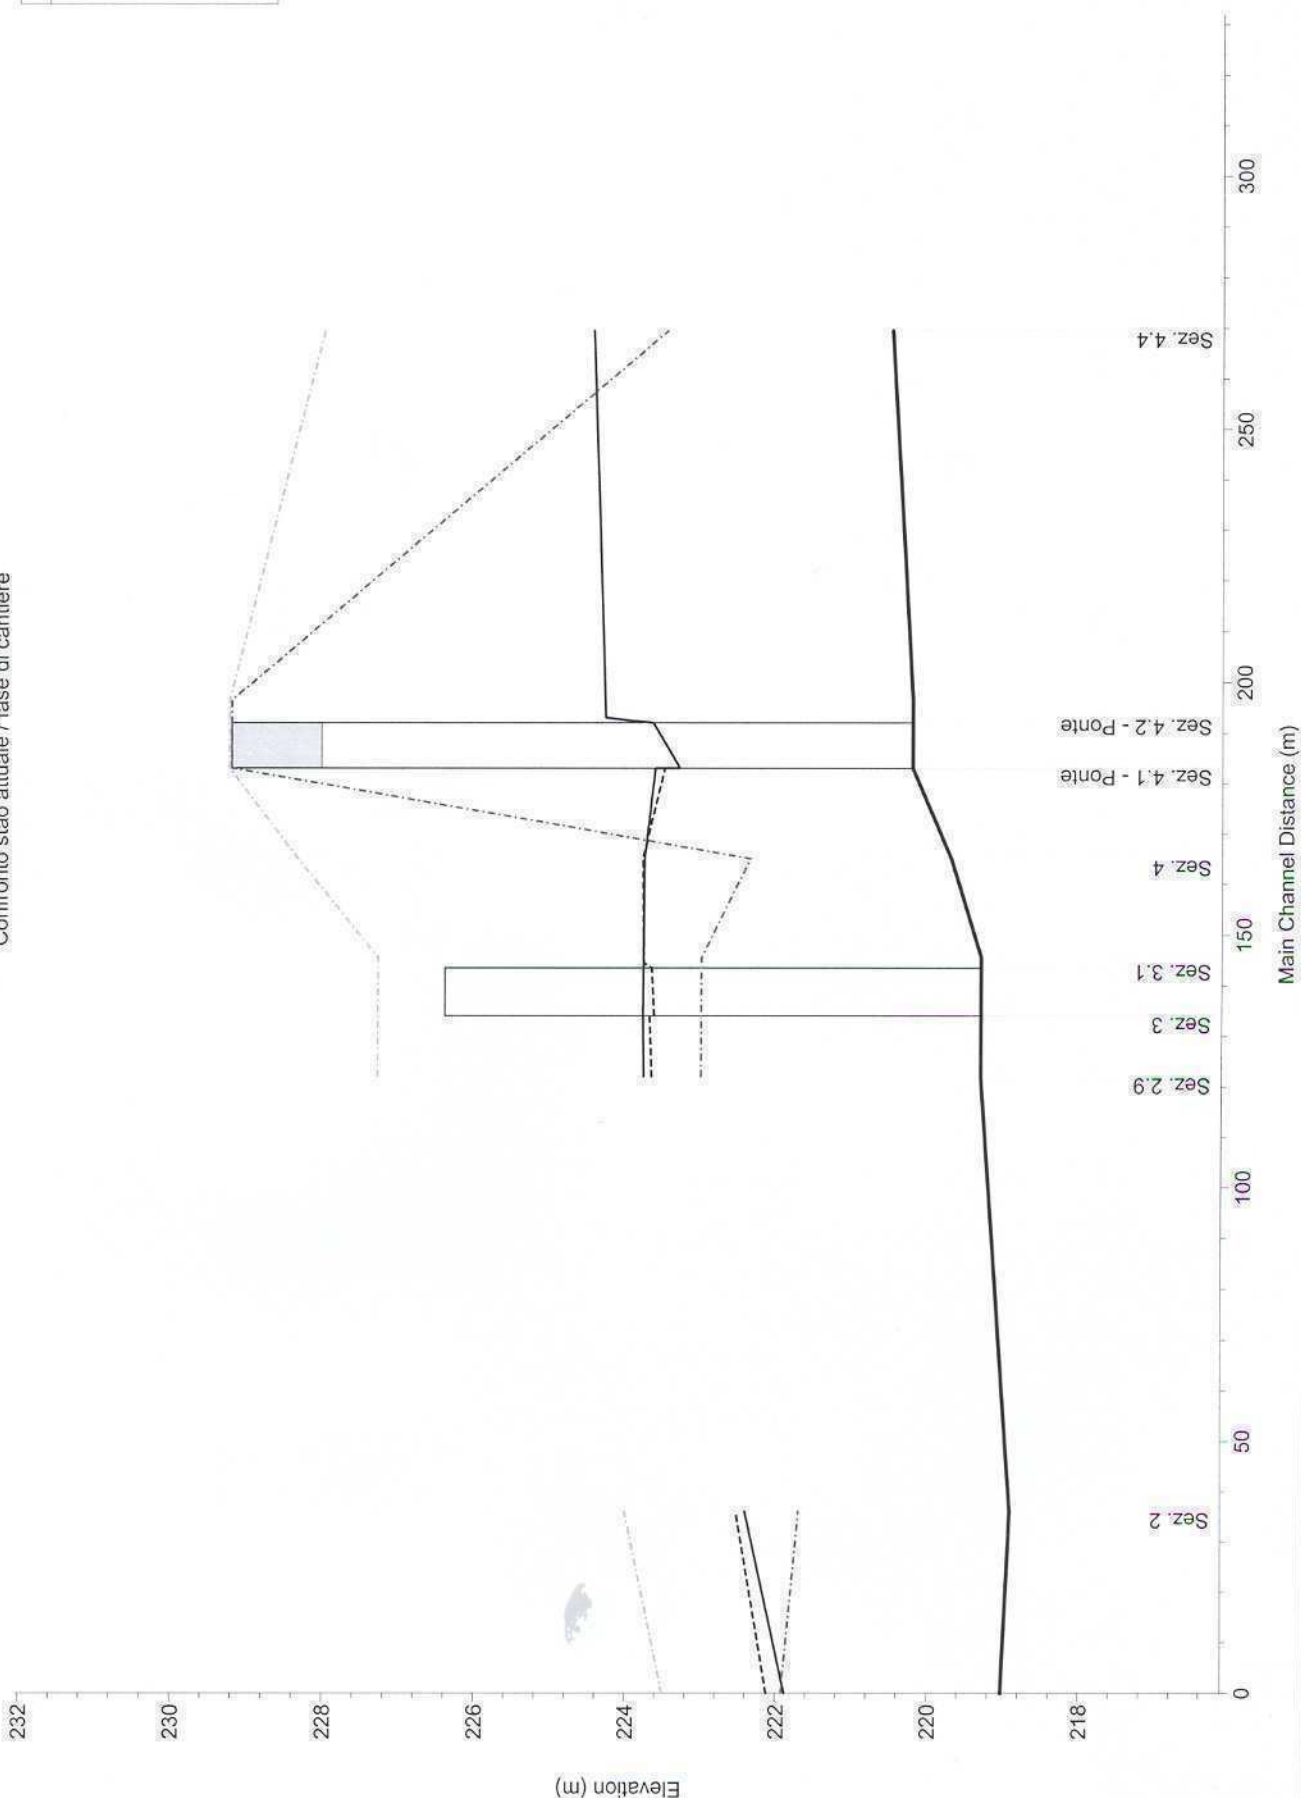 Confronto stao attuale / fase di cantiere
232
230
228
226
224
222
220
218
Elevation (m)
0
50
100
150
200
250
300
Main Channel Distance (m)
Sez. 2
Sez. 2.9
Sez. 3
Sez. 3.1
Sez. 4
Sez. 4.1 - Ponte
Sez. 4.2 - Ponte
Sez. 4.4